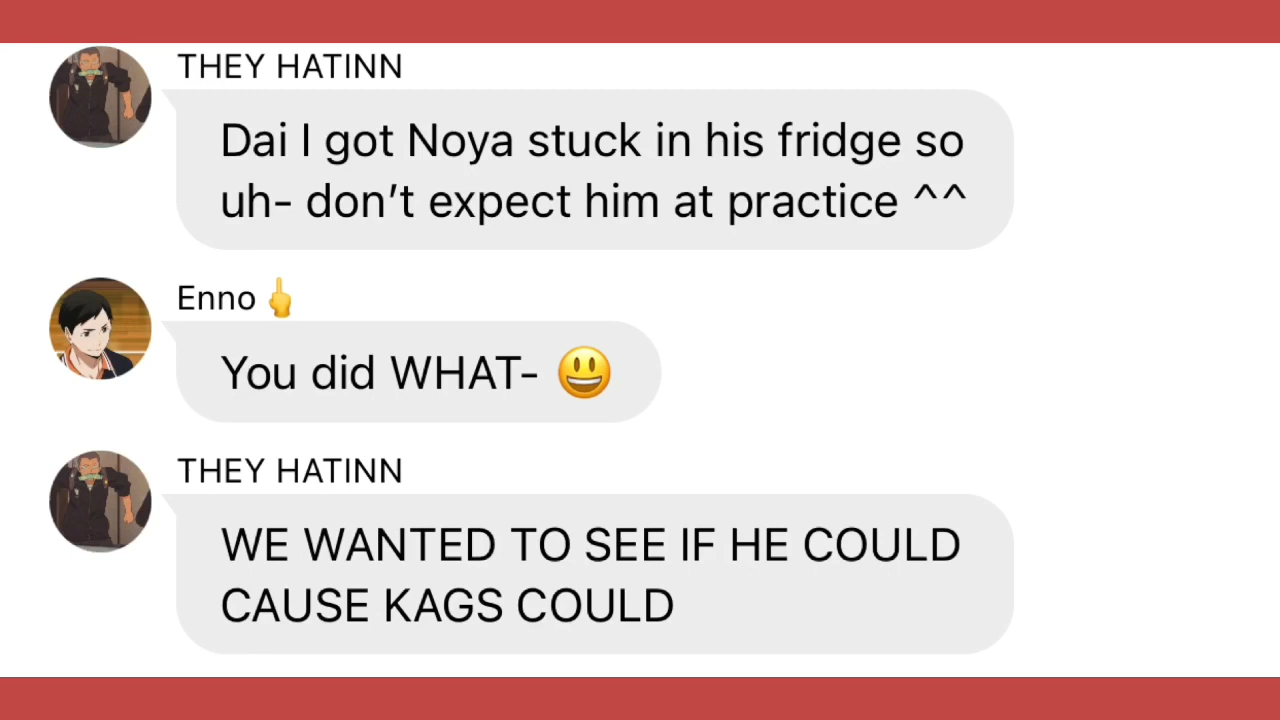 THEY HATINN
Dai I got Noya stuck in his fridge so
uh- don’t expect him at practice ^^
Enno🖕
You did WHAT- 😃
THEY HATINN
WE WANTED TO SEE IF HE COULD
CAUSE KAGS COULD